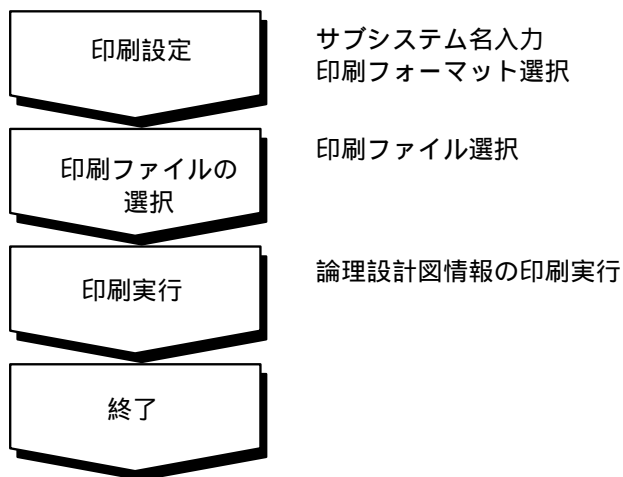 印刷設定
サブシステム名入力
印刷フォーマット選択
印刷ファイルの
選択
印刷ファイル選択
印刷実行
論理設計図情報の印刷実行
終了